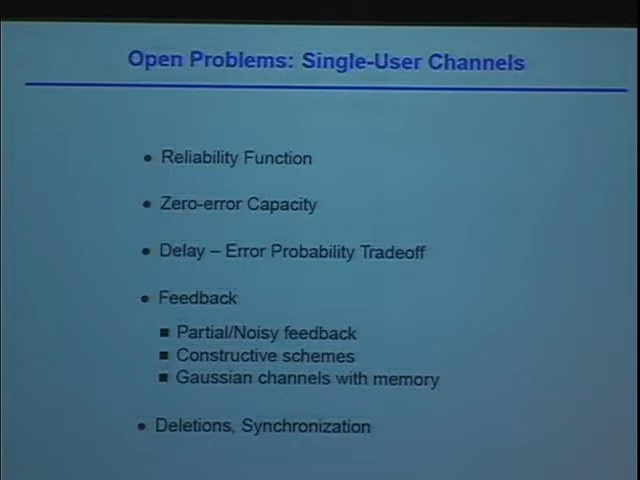 Open Problems: Single-User Channels
• Reliability Function
• Zero-error Capacity
• Delay – Error Probability Tradeoff
• Feedback
■ Partial/Noisy feedback
■ Constructive schemes
■ Gaussian channels with memory
• Deletions, Synchronization